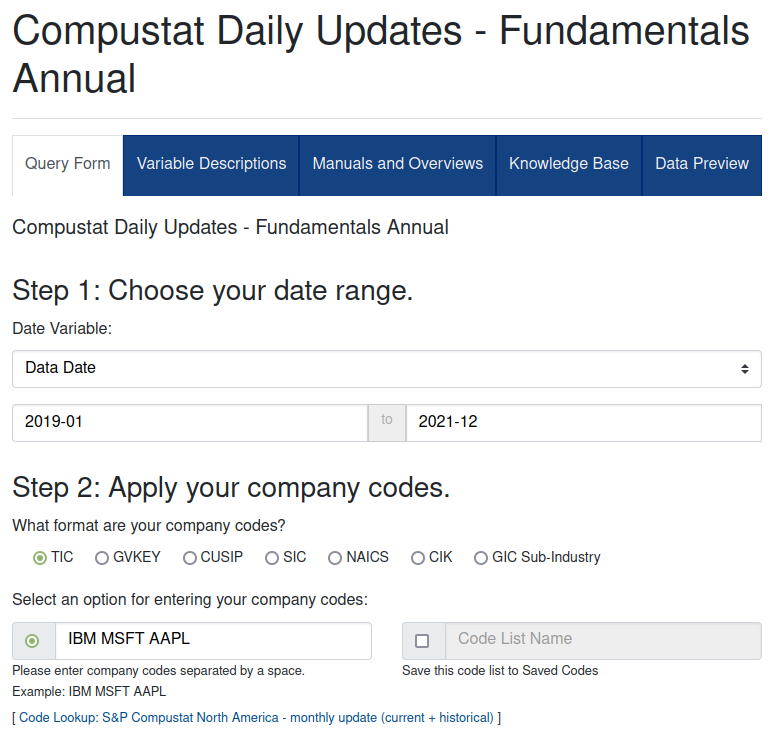 Compustat Daily Updates - Fundamentals
Annual
Query Form Variable Descriptions Manuals and Overviews Knowledge Base Data Preview
Compustat Daily Updates - Fundamentals Annual
Step 1: Choose your date range.
Date Variable:
Data Date
2019-01 to 2021-12
Step 2: Apply your company codes.
What format are your company codes?
TIC GVKEY CUSIP SIC NAICS CIK GIC Sub-Industry
Select an option for entering your company codes:
IBM MSFT AAPL Code List Name
Please enter company codes separated by a space. Save this code list to Saved Codes
Example: IBM MSFT AAPL
[ Code Lookup: S&P Compustat North America - monthly update (current + historical) ]